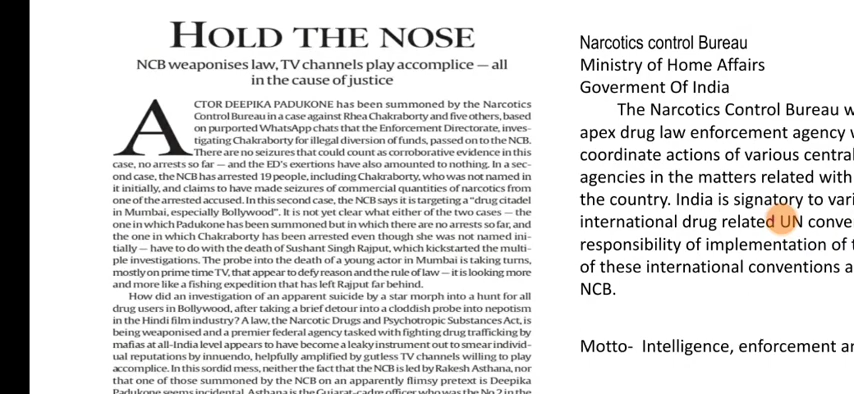 HOLD THE NOSE
NCB weaponises law, TV channels play accomplice — all
in the cause of justice
ACTOR DEEPIKA PADUKONE has been summoned by the Narcotics
Control Bureau in a case against Rhea Chakraborty and five others, based
on purported WhatsApp chats that the Enforcement Directorate, inves-
tigating Chakraborty for illegal diversion of funds, passed on to the NCB.
There are no seizures that could count as corroborative evidence in this
case, no arrests so far — and the ED's exertions have also amounted to nothing. In a sec-
ond case, the NCB has arrested 19 people, including Chakraborty, who was not named in
it initially, and claims to have made seizures of commercial quantities of narcotics from
one of the arrested accused. In this second case, the NCB says it is targeting a "drug citadel
in Mumbai, especially Bollywood". It is not yet clear what either of the two cases — the
one in which Padukone has been summoned but in which there are no arrests so far, and
the one in which Chakraborty has been arrested even though she was not named ini-
tially — have to do with the death of Sushant Singh Rajput, which kickstarted the multi-
ple investigations. The probe into the death of a young actor in Mumbai is taking turns,
mostly on prime time TV, that appear to defy reason and the rule of law — it is looking more
and more like a fishing expedition that has left Rajput far behind.
How did an investigation of an apparent suicide by a star morph into a hunt for all
drug users in Bollywood, after taking a brief detour into a cloddish probe into nepotism
in the Hindi film industry? A law, the Narcotic Drugs and Psychotropic Substances Act, is
being weaponised and a premier federal agency tasked with fighting drug trafficking by
mafias at all-India level appears to have become a leaky instrument out to smear individ-
ual reputations by innuendo, helpfully amplified by gutless TV channels willing to play
accomplice. In this sordid mess, neither the fact that the NCB is led by Rakesh Asthana, nor
that one of those summoned by the NCB on an apparently flimsy pretext is Deepika
Padukone seems incidental. Asthana is the Gujarat-cadre officer who was the No 2 in the
Narcotics control Bureau
Ministry of Home Affairs
Goverment Of India
The Narcotics Control Bureau w
apex drug law enforcement agency
coordinate actions of various central
agencies in the matters related with
the country. India is signatory to vari
international drug related UN conve
responsibility of implementation of t
of these international conventions a
NCB.
Motto- Intelligence, enforcement an